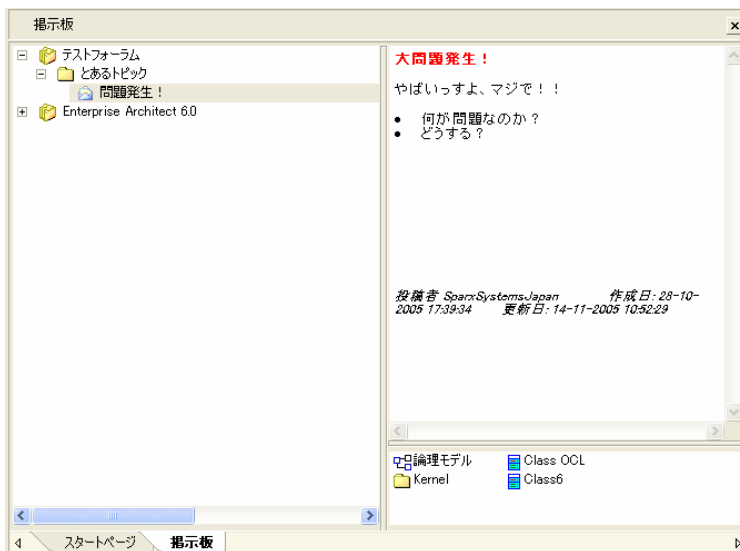 掲示板
テストフォーラム
とあるトピック
問題発生！
Enterprise Architect 6.0
大問題発生！
やばいっすよ、マジで！！
● 何が問題なのか？
● どうする？
投稿者 SparxSystemsJapan 作成日: 28-10-
2005 17:39:34 更新日: 14-11-2005 10:52:29
論理モデル Class OCL
Kernel Class6
スタートページ 掲示板